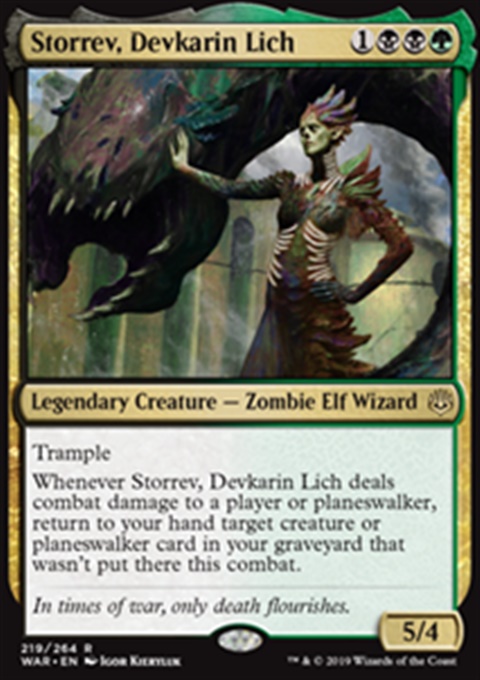 Storrev, Devkarin Lich 1
Legendary Creature — Zombie Elf Wizard
Trample
Whenever Storrev, Devkarin Lich deals
combat damage to a player or planeswalker,
return to your hand target creature or
planeswalker card in your graveyard that
wasn't put there this combat.
In times of war, only death flourishes.
5/4
219/264 R
WAR • EN Igor Kieryluk
™ & © 2019 Wizards of the Coast